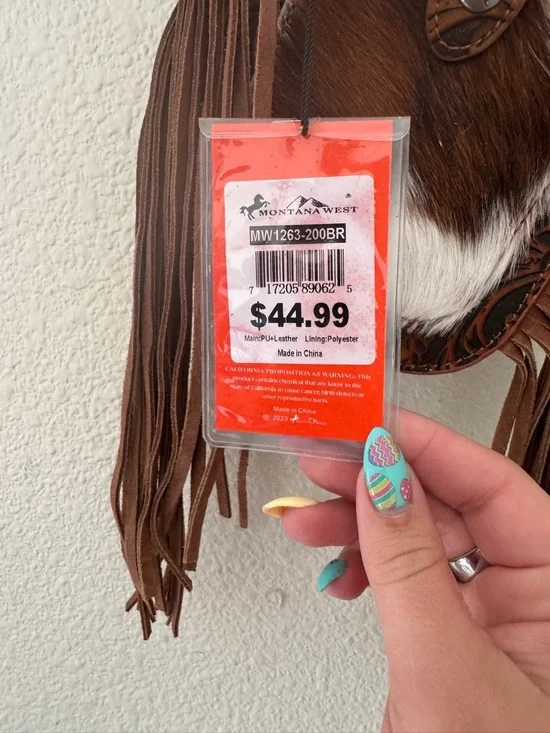 MONTANA WEST
®
MW1263-200BR
7 17205 89062 5
$44.99
Main:PU+Leather Lining:Polyester
Made in China
CALIFORNIA PROPOSITION 65 WARNING: This
product contains chemical that are know to the
State of California to cause cancer, birth defects or
other reproductive harm.
Made in China
© 2023